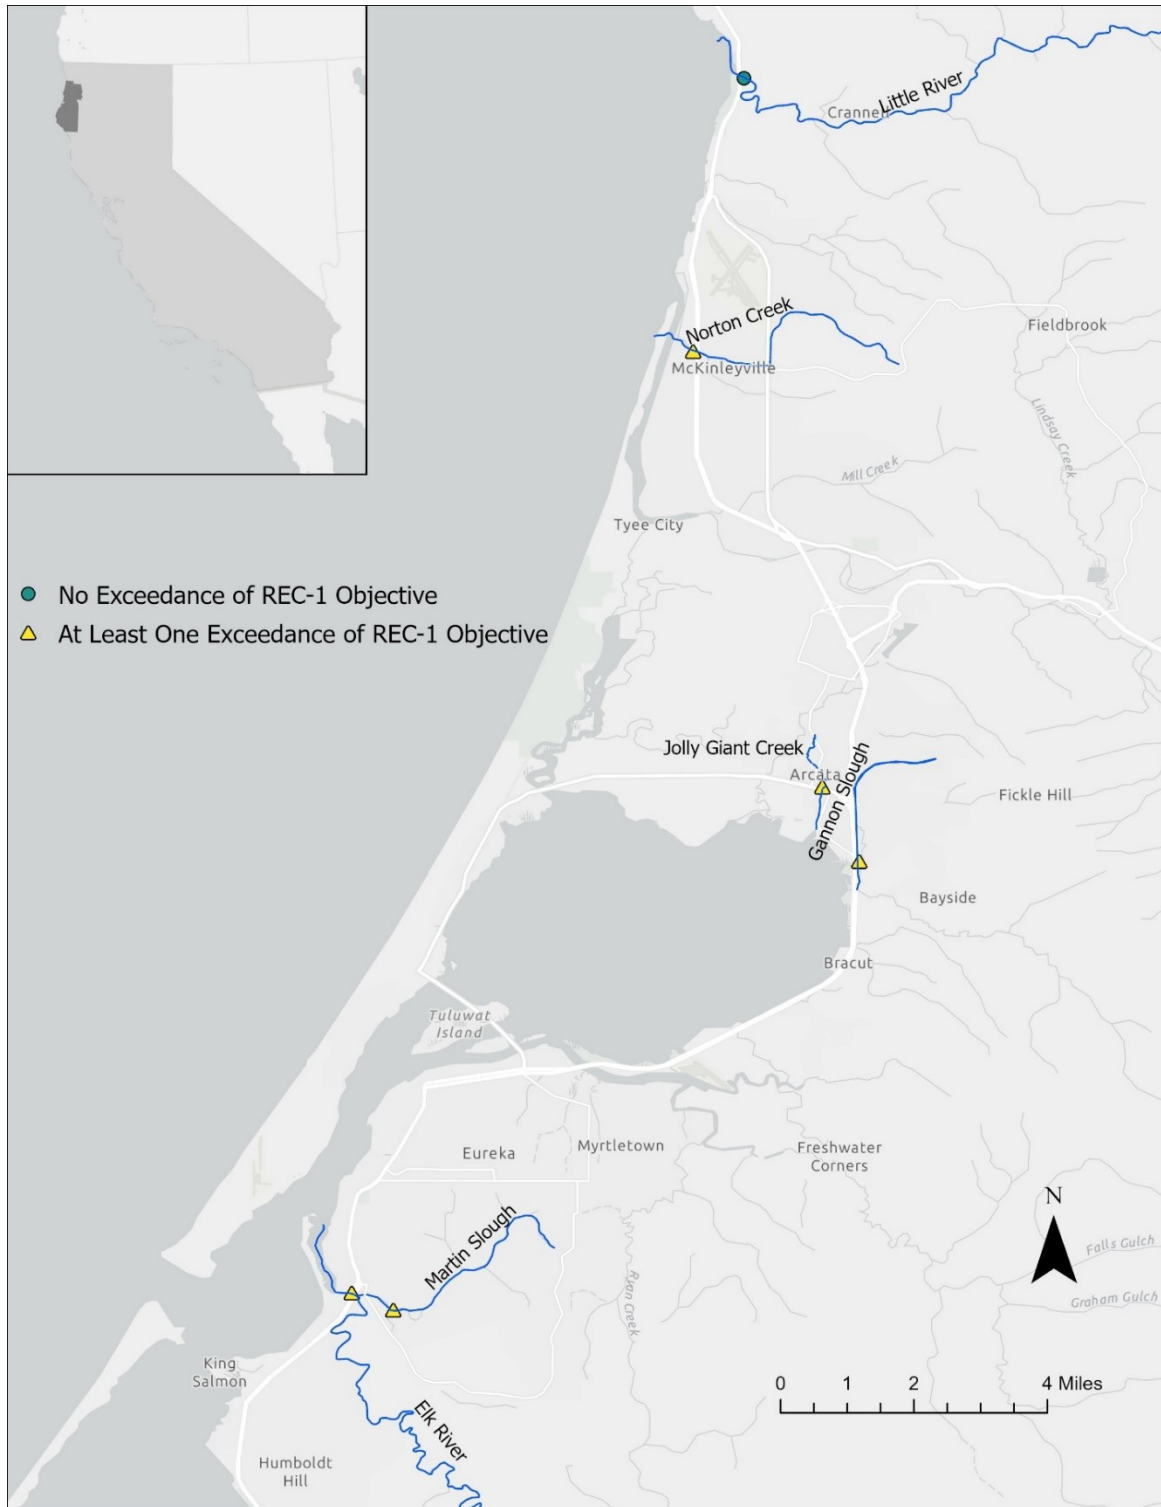 Little River
Crannell
Norton Creek
Fieldbrook
McKinleyville
Lindsay Creek
Mill Creek
Tyee City
No Exceedance of REC-1 Objective
At Least One Exceedance of REC-1 Objective
Jolly Giant Creek
Arcata
Gannon Slough
Fickle Hill
Bayside
Bracut
Tuluwat
Island
Eureka
Myrtletown
Freshwater
Corners
N
Martin Slough
Falls Gulch
Ryan Creek
Graham Gulch
King
Salmon
0 1 2 4 Miles
Elk River
Humboldt
Hill